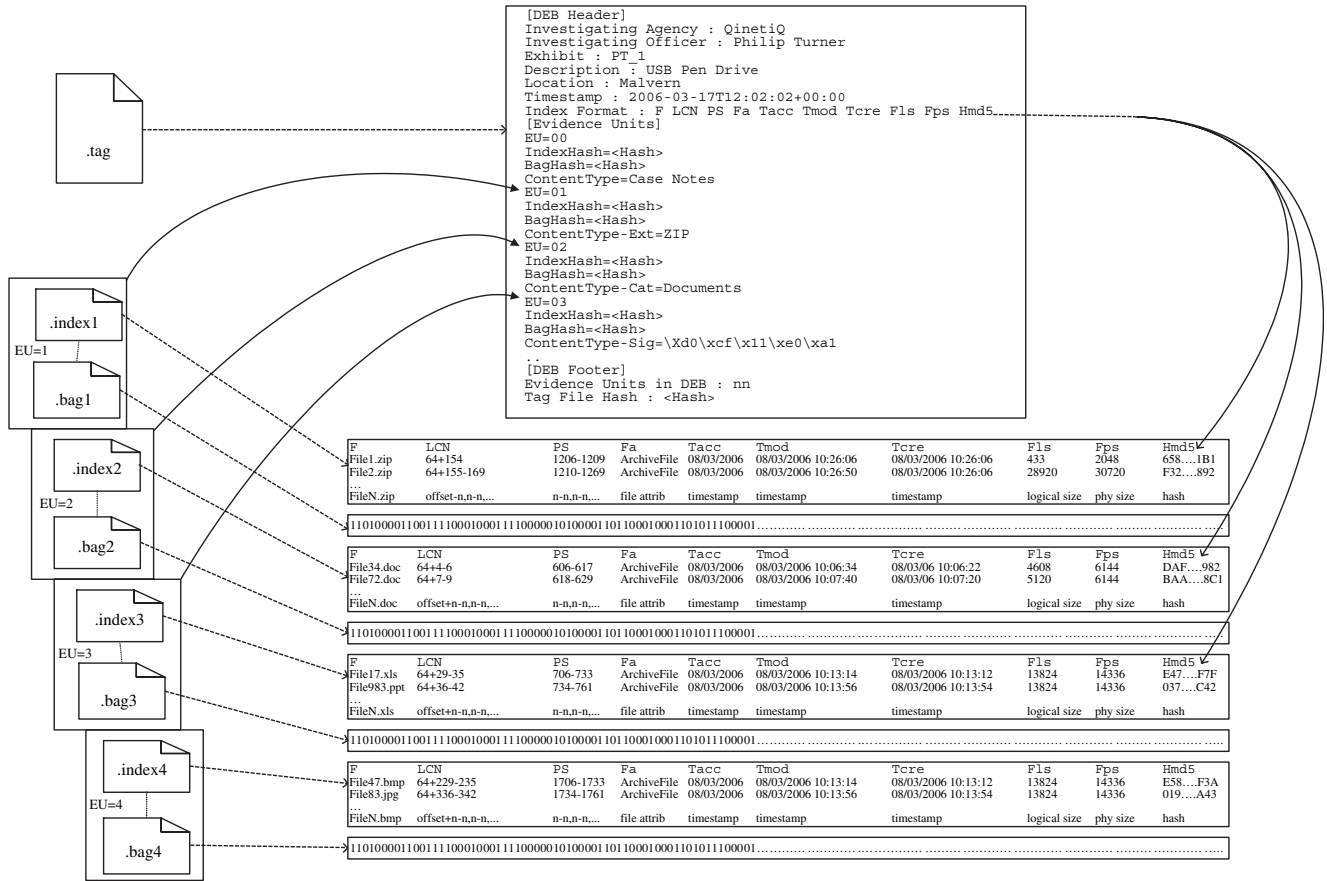 [DEB Header]
Investigating Agency : QinetiQ
Investigating Officer : Philip Turner
Exhibit : PT_1
Description : USB Pen Drive
Location : Malvern
Timestamp : 2006-03-17T12:02:02+00:00
Index Format : F LCN PS Fa Tacc Tmod Tcre Fls Fps Hmd5
[Evidence Units]
EU=00
IndexHash=<Hash>
BagHash=<Hash>
ContentType=Case Notes
EU=01
IndexHash=<Hash>
BagHash=<Hash>
ContentType-Ext=ZIP
EU=02
IndexHash=<Hash>
BagHash=<Hash>
ContentType-Cat=Documents
EU=03
IndexHash=<Hash>
BagHash=<Hash>
ContentType-Sig=\Xd0\xcf\x11\xe0\xa1
..
[DEB Footer]
Evidence Units in DEB : nn
Tag File Hash : <Hash>
.tag
.index1
EU=1
.bag1
.index2
EU=2
.bag2
.index3
EU=3
.bag3
.index4
EU=4
.bag4
F LCN PS Fa Tacc Tmod Tcre Fls Fps Hmd5
File1.zip 64+154 1206-1209 ArchiveFile 08/03/2006 08/03/2006 10:26:06 08/03/2006 10:26:06 433 2048 658....1B1
File2.zip 64+155-169 1210-1269 ArchiveFile 08/03/2006 08/03/2006 10:26:50 08/03/2006 10:26:06 28920 30720 F32....892
...
FileN.zip offset-n,n-n,... n-n,n-n,... file attrib timestamp timestamp timestamp logical size phy size hash
1101000011001111000100011110000010100001101100010001101011100001
F LCN PS Fa Tacc Tmod Tcre Fls Fps Hmd5
File34.doc 64+4-6 606-617 ArchiveFile 08/03/2006 08/03/2006 10:06:34 08/03/06 10:06:22 4608 6144 DAF....982
File72.doc 64+7-9 618-629 ArchiveFile 08/03/2006 08/03/2006 10:07:40 08/03/06 10:07:20 5120 6144 BAA....8C1
...
FileN.doc offset+n-n,n-n,... n-n,n-n,... file attrib timestamp timestamp timestamp logical size phy size hash
1101000011001111000100011110000010100001101100010001101011100001
F LCN PS Fa Tacc Tmod Tcre Fls Fps Hmd5
File17.xls 64+29-35 706-733 ArchiveFile 08/03/2006 08/03/2006 10:13:14 08/03/2006 10:13:12 13824 14336 E47....F7F
File983.ppt 64+36-42 734-761 ArchiveFile 08/03/2006 08/03/2006 10:13:56 08/03/2006 10:13:54 13824 14336 037....C42
...
FileN.xls offset+n-n,n-n,... n-n,n-n,... file attrib timestamp timestamp timestamp logical size phy size hash
1101000011001111000100011110000010100001101100010001101011100001
F LCN PS Fa Tacc Tmod Tcre Fls Fps Hmd5
File47.bmp 64+229-235 1706-1733 ArchiveFile 08/03/2006 08/03/2006 10:13:14 08/03/2006 10:13:12 13824 14336 E58....F3A
File83.jpg 64+336-342 1734-1761 ArchiveFile 08/03/2006 08/03/2006 10:13:56 08/03/2006 10:13:54 13824 14336 019....A43
...
FileN.bmp offset+n-n,n-n,... n-n,n-n,... file attrib timestamp timestamp timestamp logical size phy size hash
1101000011001111000100011110000010100001101100010001101011100001